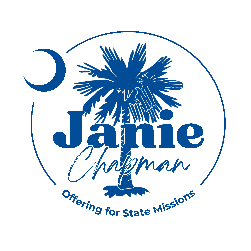 Janie
Chapman
Offering for State Missions